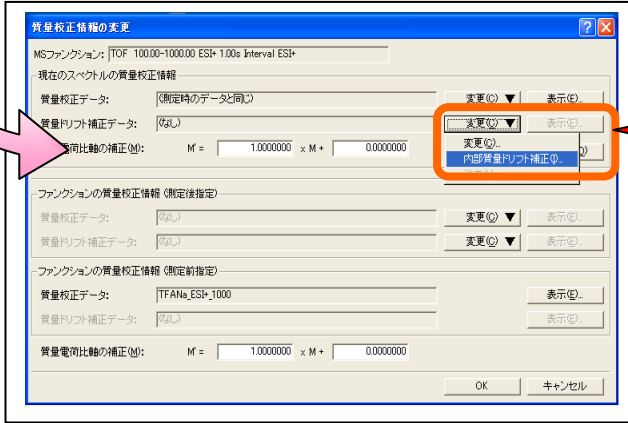 質量校正情報の変更
MSファンクション: TOF 100.00-1000.00 ESI+ 1.00s Interval ESI+
現在のスペクトルの質量校正情報
質量校正データ: (測定時のデータと同じ) 変更(C) ▼ 表示(E)...
質量ドリフト補正データ: (なし) 変更(C) ▼ 表示(E)...
電荷比軸の補正(M): M' = 1.0000000 x M + 0.0000000
変更(C)...
内部質量ドリフト補正(I)...
ファンクションの質量校正情報 (測定後指定)
質量校正データ: (なし) 変更(C) ▼ 表示(E)...
質量ドリフト補正データ: (なし) 変更(C) ▼ 表示(E)...
ファンクションの質量校正情報 (測定前指定)
質量校正データ: TFANa_ESI+_1000 表示(E)...
質量ドリフト補正データ: (なし) 表示(E)...
質量電荷比軸の補正(M): M' = 1.0000000 x M + 0.0000000
OK キャンセル